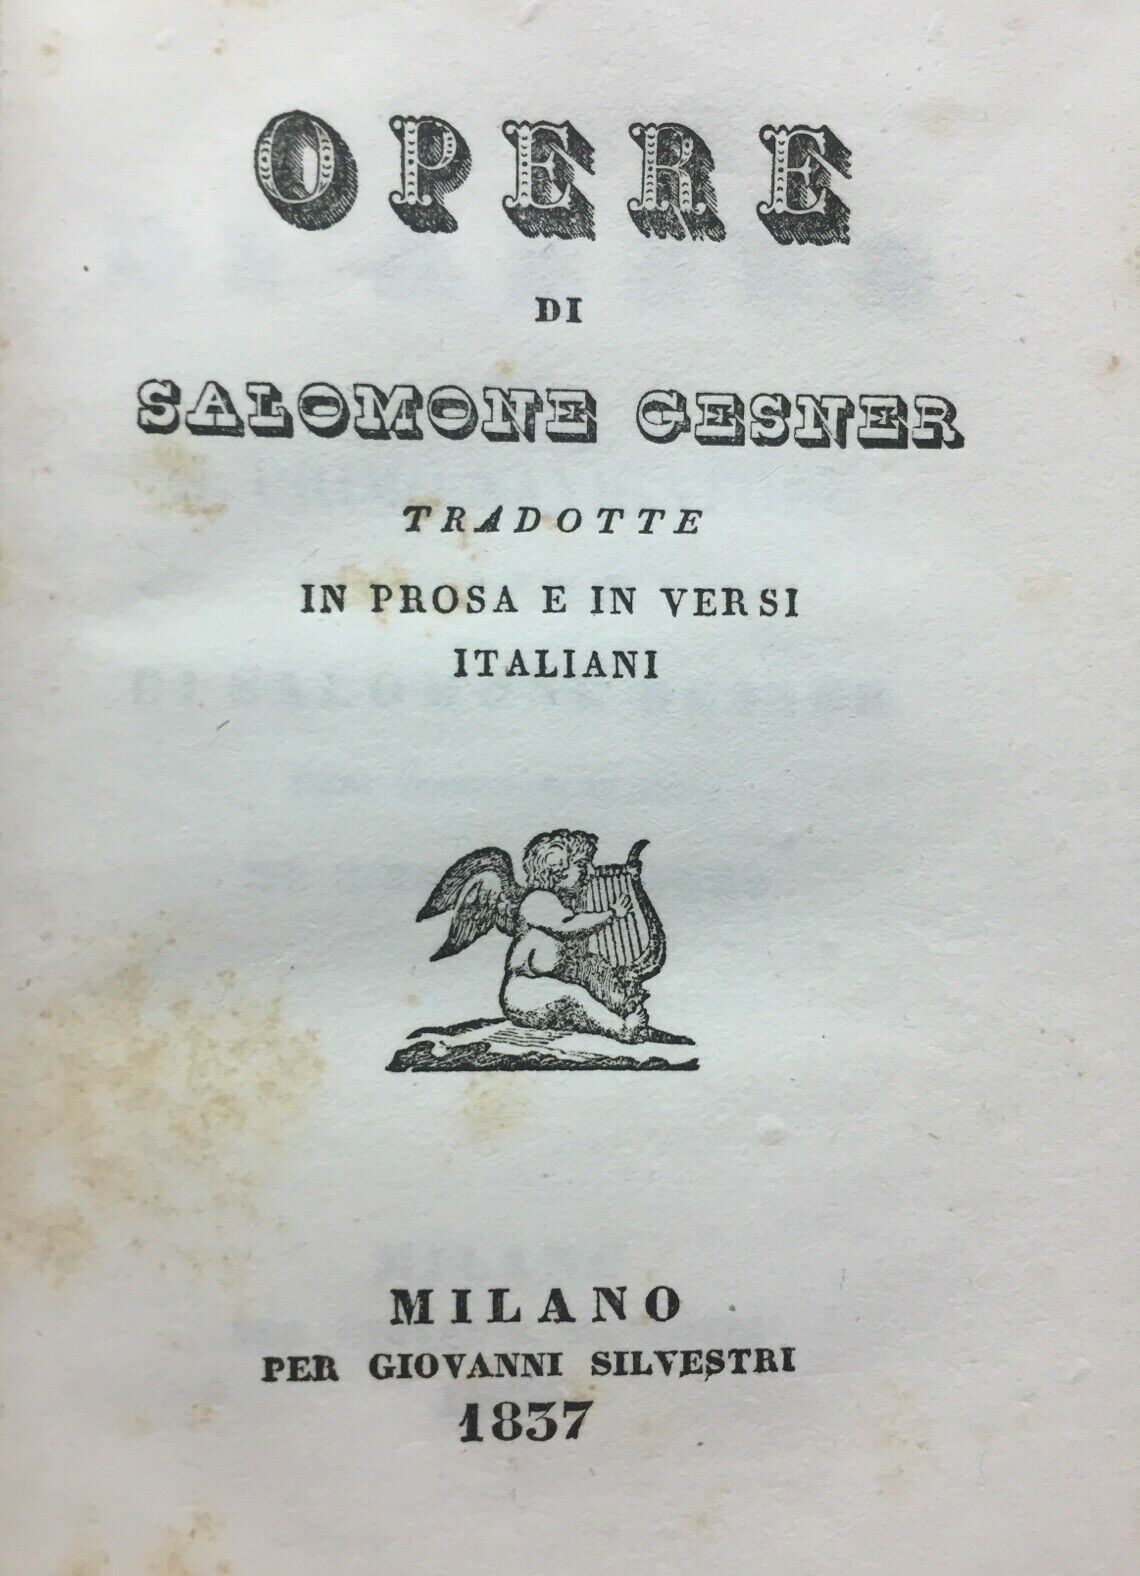 OPERE
DI
SALOMONE GESNER
TRADOTTE
IN PROSA E IN VERSI
ITALIANI
MILANO
PER GIOVANNI SILVESTRI
1837